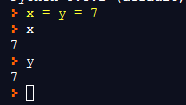 > x = y = 7
> x
7
> y
7
>